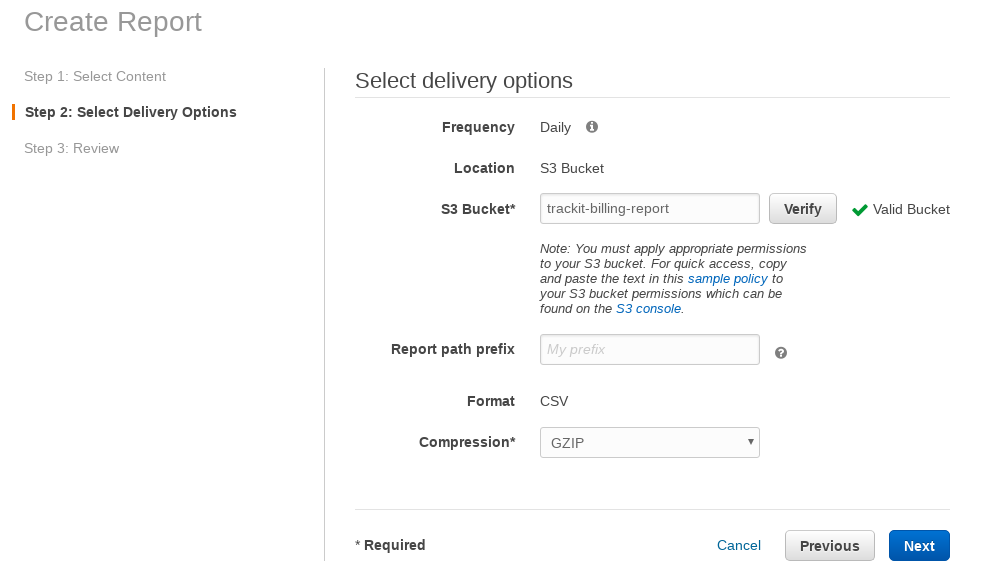 Create Report
Step 1: Select Content
Step 2: Select Delivery Options
Step 3: Review
Select delivery options
Frequency Daily
Location S3 Bucket
S3 Bucket* trackit-billing-report Verify Valid Bucket
Note: You must apply appropriate permissions
to your S3 bucket. For quick access, copy
and paste the text in this sample policy to
your S3 bucket permissions which can be
found on the S3 console.
Report path prefix My prefix
Format CSV
Compression* GZIP
* Required Cancel Previous Next